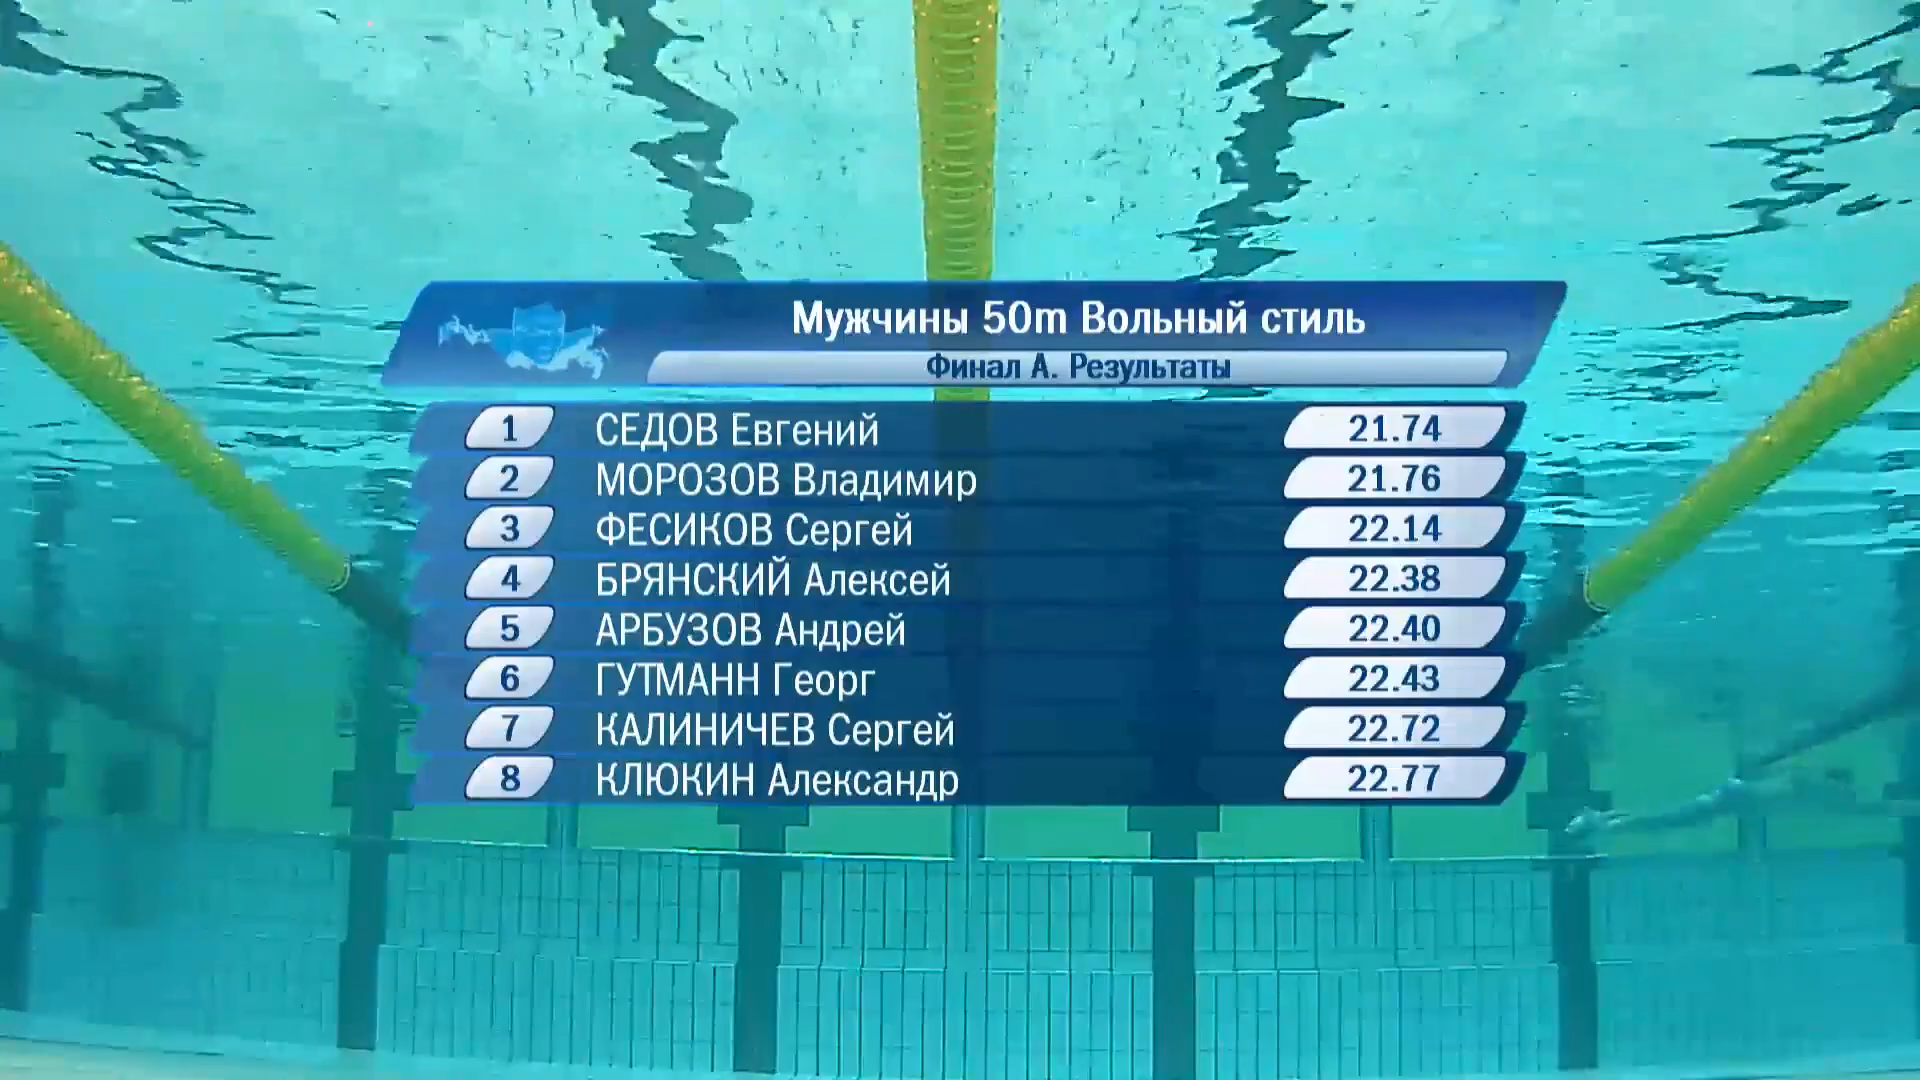 Мужчины 50m Вольный стиль
Финал А. Результаты
1 СЕДОВ Евгений 21.74
2 МОРОЗОВ Владимир 21.76
3 ФЕСИКОВ Сергей 22.14
4 БРЯНСКИЙ Алексей 22.38
5 АРБУЗОВ Андрей 22.40
6 ГУТМАНН Георг 22.43
7 КАЛИНИЧЕВ Сергей 22.72
8 КЛЮКИН Александр 22.77